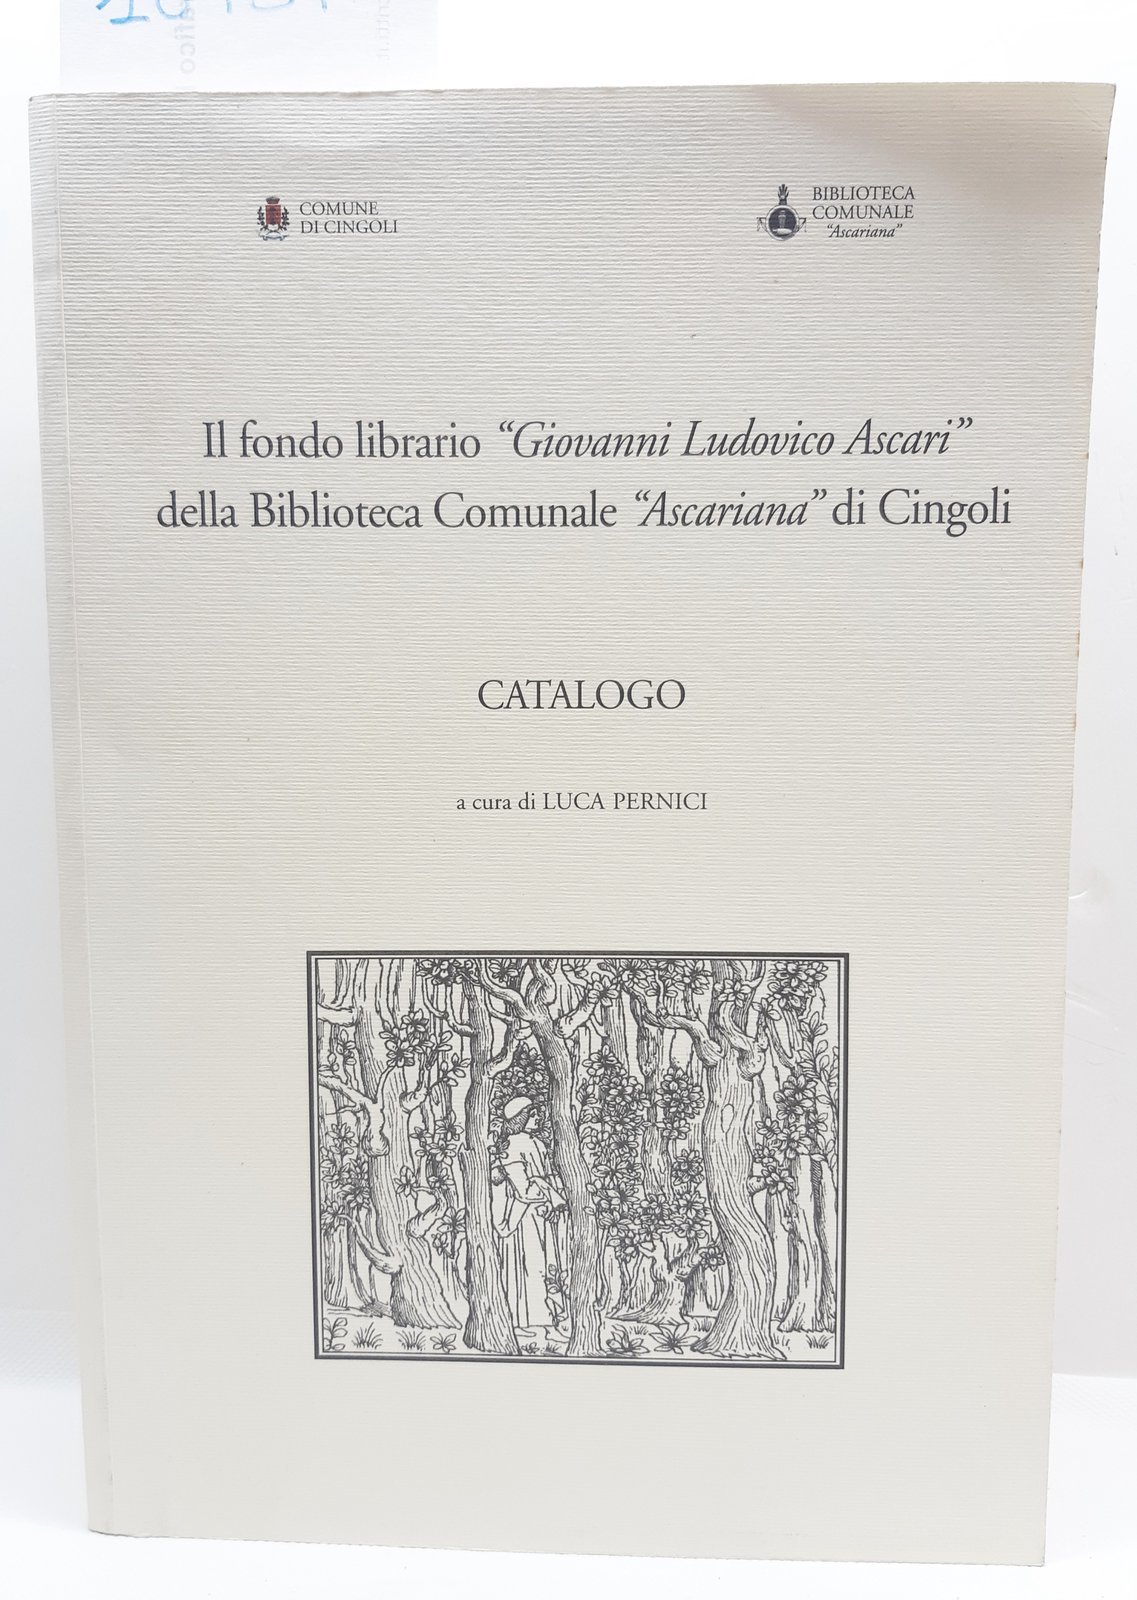 COMUNE
DI CINGOLI
BIBLIOTECA
COMUNALE
“Ascariana”
Il fondo librario “Giovanni Ludovico Ascari”
della Biblioteca Comunale “Ascariana” di Cingoli
CATALOGO
a cura di LUCA PERNICI